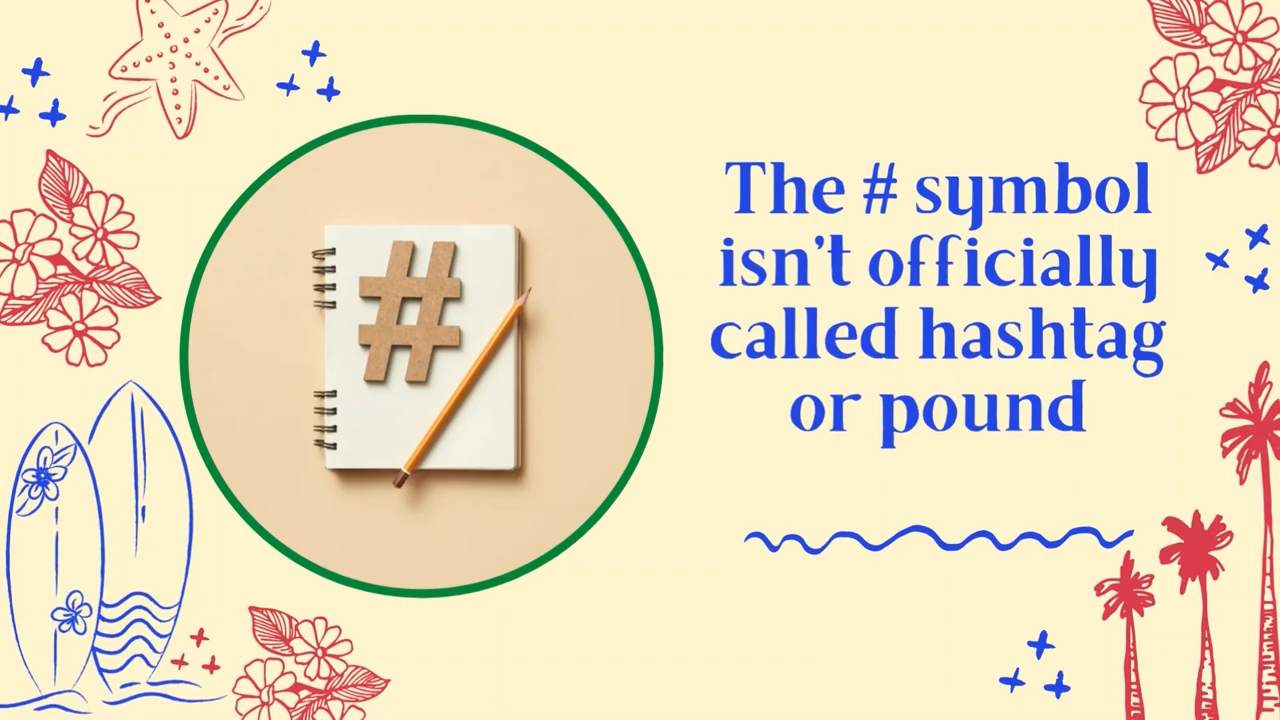 #
The # symbol
isn't officially
called hashtag
or pound